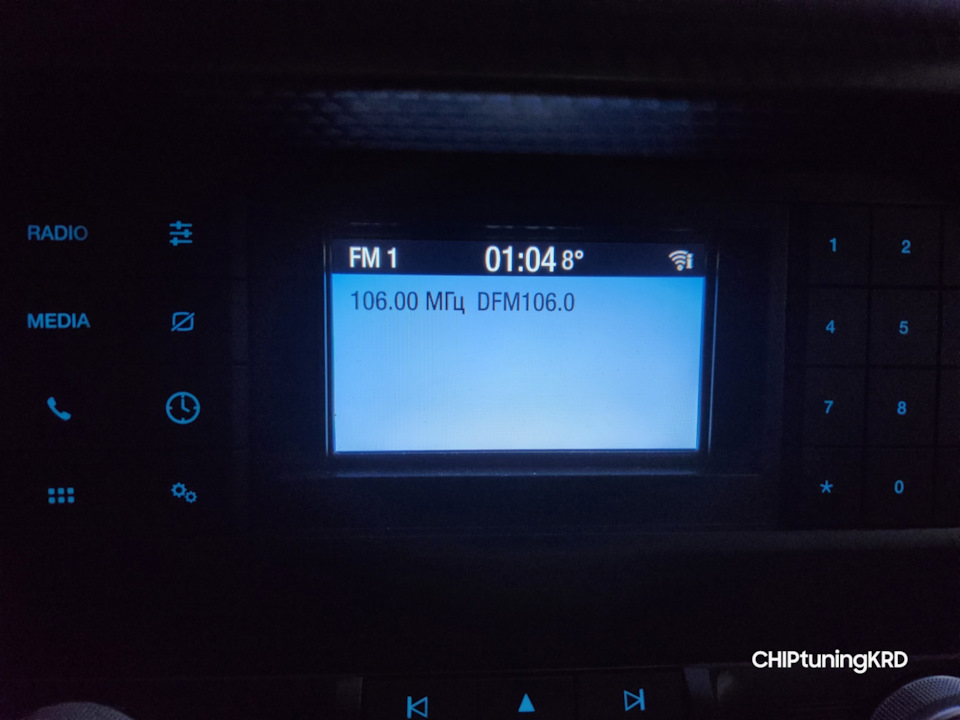 FM 1 01:04 8°
106.00 МГц DFM106.0
RADIO
MEDIA
1 2
4 5
7 8
* 0
CHIPtuningKRD